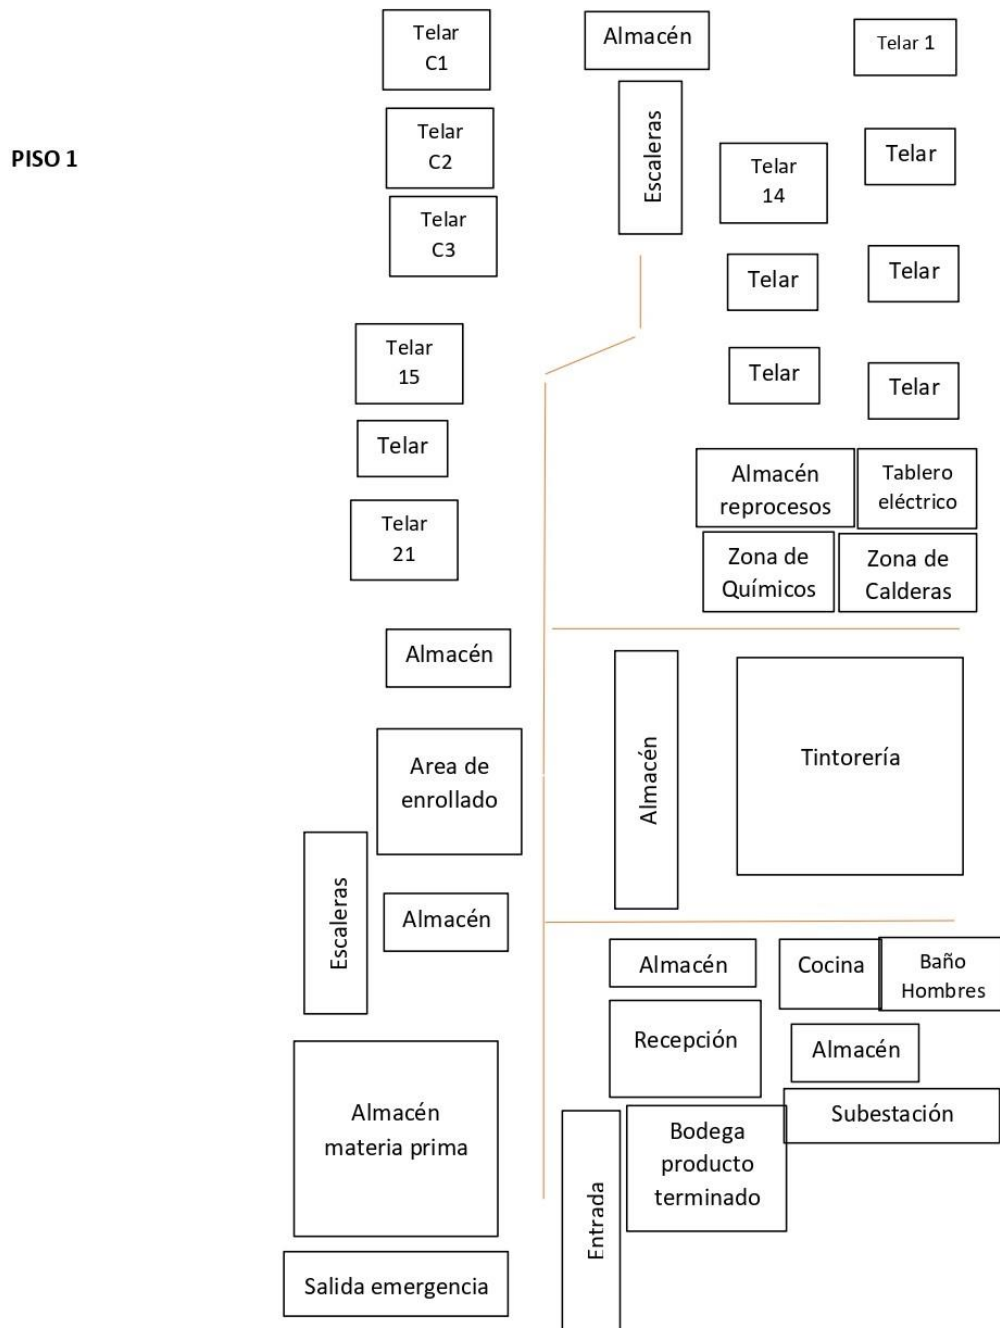 PISO 1
Telar
C1
Telar
C2
Telar
C3
Telar
15
Telar
Telar
21
Almacén
Area de
enrollado
Escaleras
Almacén
Almacén
materia prima
Salida emergencia
Almacén
Escaleras
Telar 1
Telar
14
Telar
Telar
Telar
Telar
Telar
Almacén
reprocesos
Tablero
eléctrico
Zona de
Químicos
Zona de
Calderas
Almacén
Tintorería
Almacén
Cocina
Baño
Hombres
Recepción
Almacén
Subestación
Bodega
producto
terminado
Entrada